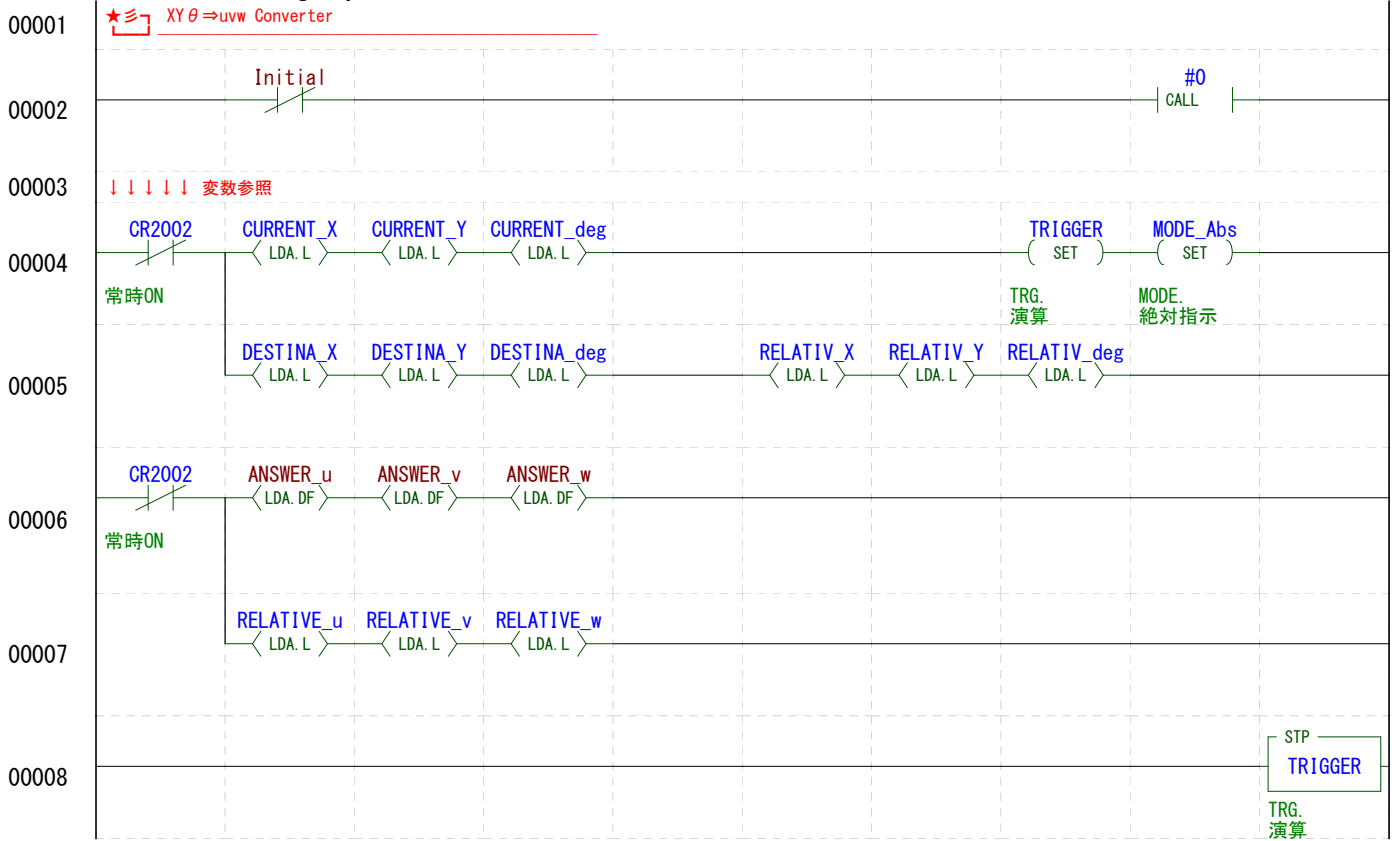 00001 ★彡 XYθ⇒uvw Converter
Initial #0
00002 CALL
00003 ↓↓↓↓↓ 変数参照
CR2002 CURRENT_X CURRENT_Y CURRENT_deg TRIGGER MODE_Abs
00004 LDA.L LDA.L LDA.L SET SET
常時ON TRG. MODE.
演算 絶対指示
DESTINA_X DESTINA_Y DESTINA_deg RELATIV_X RELATIV_Y RELATIV_deg
00005 LDA.L LDA.L LDA.L LDA.L LDA.L LDA.L
CR2002 ANSWER_u ANSWER_v ANSWER_w
00006 LDA.DF LDA.DF LDA.DF
常時ON
RELATIVE_u RELATIVE_v RELATIVE_w
00007 LDA.L LDA.L LDA.L
STP
00008 TRIGGER
TRG.
演算